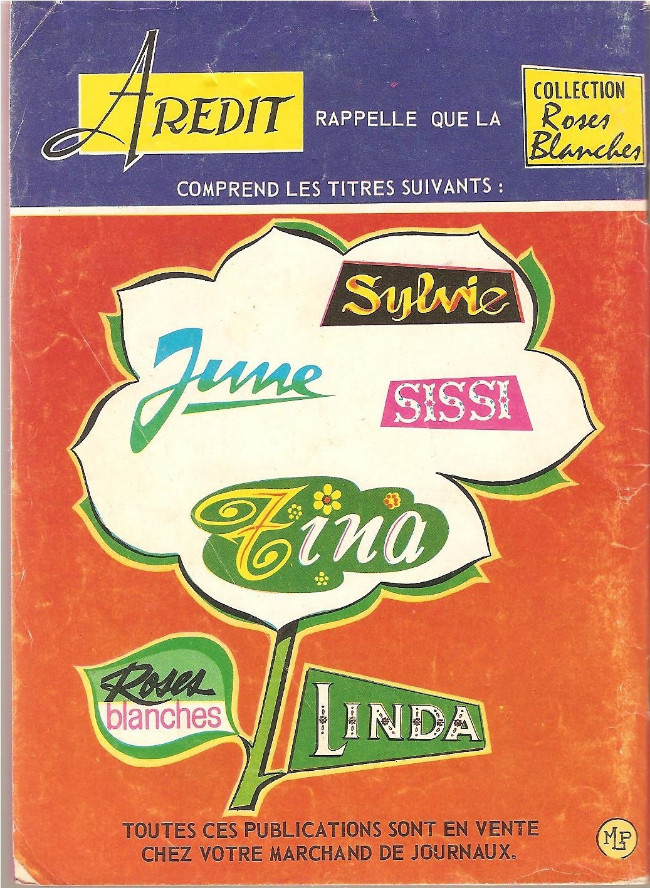 AREDIT RAPPELLE QUE LA COLLECTION
Roses
Blanches
COMPREND LES TITRES SUIVANTS :
Sylvie
June
SISSI
Tina
Roses
blanches
LINDA
TOUTES CES PUBLICATIONS SONT EN VENTE
CHEZ VOTRE MARCHAND DE JOURNAUX.
MLP